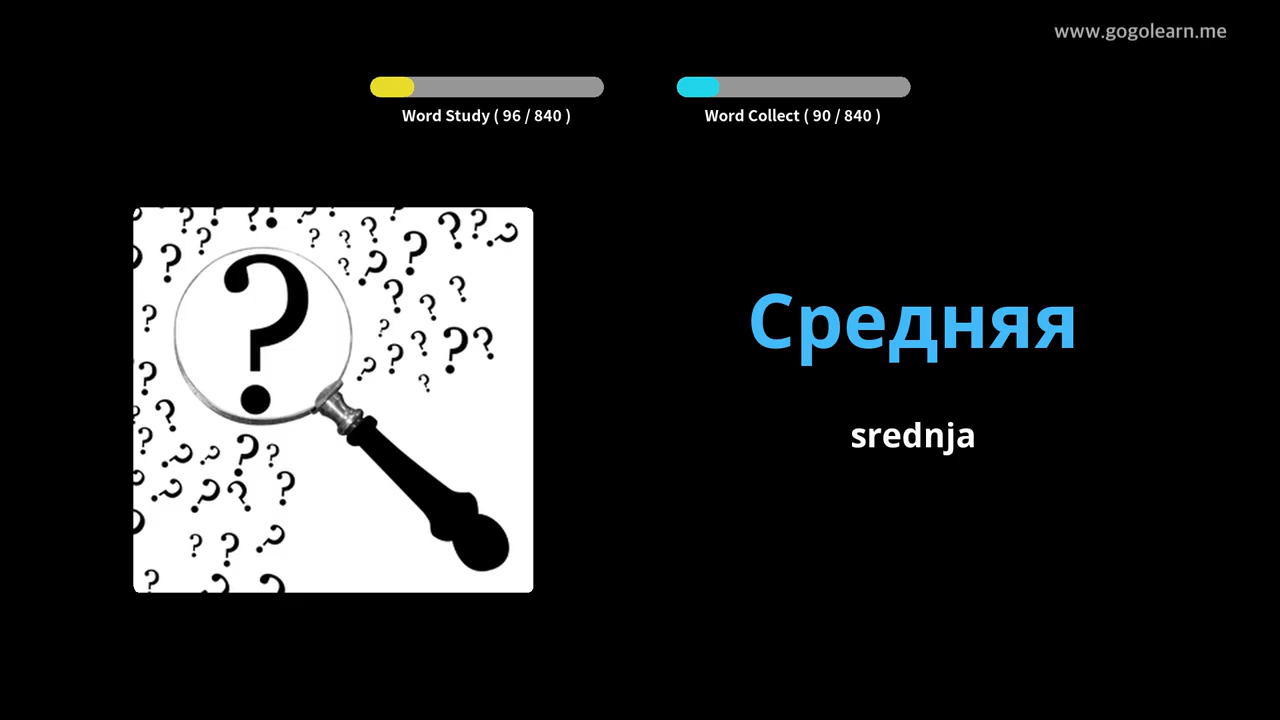 www.gogolearn.me
Word Study ( 96 / 840 )
Word Collect ( 90 / 840 )
Средняя
srednja